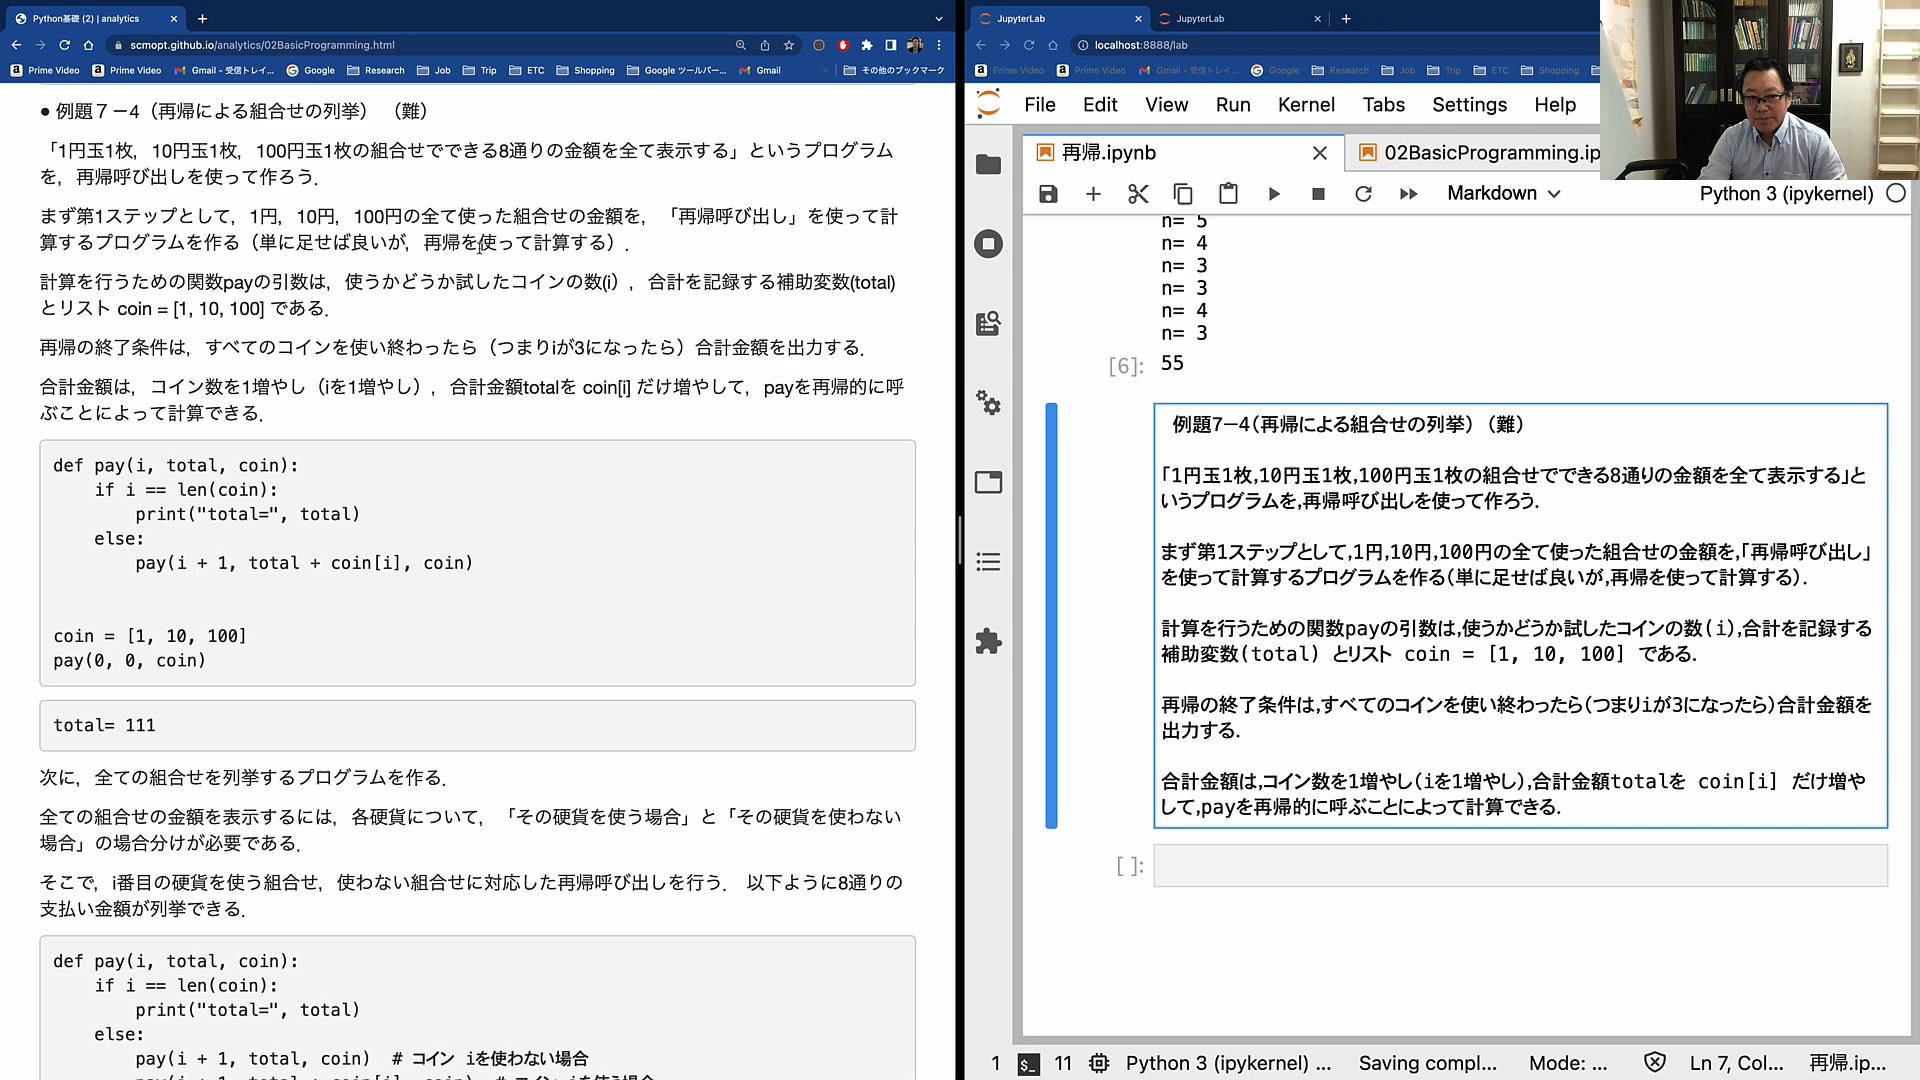 Python基礎 (2) | analytics
scmopt.github.io/analytics/02BasicProgramming.html
Prime Video Prime Video Gmail - 受信トレイ... Google Research Job Trip ETC Shopping Google ツールバー... Gmail » その他のブックマーク
● 例題７－4（再帰による組合せの列挙）（難）
「1円玉1枚，10円玉1枚，100円玉1枚の組合せでできる8通りの金額を全て表示する」というプログラム
を，再帰呼び出しを使って作ろう．
まず第1ステップとして，1円，10円，100円の全て使った組合せの金額を，「再帰呼び出し」を使って計
算するプログラムを作る（単に足せば良いが，再帰を使って計算する）．
計算を行うための関数payの引数は，使うかどうか試したコインの数(i），合計を記録する補助変数(total)
とリスト coin = [1, 10, 100] である．
再帰の終了条件は，すべてのコインを使い終わったら（つまりiが3になったら）合計金額を出力する．
合計金額は，コイン数を1増やし（iを1増やし），合計金額totalを coin[i] だけ増やして，payを再帰的に呼
ぶことによって計算できる．
def pay(i, total, coin):
    if i == len(coin):
        print("total=", total)
    else:
        pay(i + 1, total + coin[i], coin)
coin = [1, 10, 100]
pay(0, 0, coin)
total= 111
次に，全ての組合せを列挙するプログラムを作る．
全ての組合せの金額を表示するには，各硬貨について，「その硬貨を使う場合」と「その硬貨を使わない
場合」の場合分けが必要である．
そこで，i番目の硬貨を使う組合せ，使わない組合せに対応した再帰呼び出しを行う． 以下ように8通りの
支払い金額が列挙できる．
def pay(i, total, coin):
    if i == len(coin):
        print("total=", total)
    else:
        pay(i + 1, total, coin)  # コイン iを使わない場合
        pay(i + 1, total + coin[i], coin)  # コイン iを使う場合
JupyterLab JupyterLab
localhost:8888/lab
Prime Video Prime Video Gmail - 受信トレイ... Google Research Job Trip ETC Shopping
File Edit View Run Kernel Tabs Settings Help
再帰.ipynb 02BasicProgramming.ip
Markdown Python 3 (ipykernel)
n= 5
n= 4
n= 3
n= 3
n= 4
n= 3
[6]: 55
例題7－4（再帰による組合せの列挙）（難）
「1円玉1枚,10円玉1枚,100円玉1枚の組合せでできる8通りの金額を全て表示する」と
いうプログラムを,再帰呼び出しを使って作ろう.
まず第1ステップとして,1円,10円,100円の全て使った組合せの金額を,「再帰呼び出し」
を使って計算するプログラムを作る(単に足せば良いが,再帰を使って計算する).
計算を行うための関数payの引数は,使うかどうか試したコインの数(i),合計を記録する
補助変数(total) とリスト coin = [1, 10, 100] である.
再帰の終了条件は,すべてのコインを使い終わったら(つまりiが3になったら)合計金額を
出力する.
合計金額は,コイン数を1増やし(iを1増やし),合計金額totalを coin[i] だけ増や
して,payを再帰的に呼ぶことによって計算できる.
[ ]:
1 11 Python 3 (ipykernel) ... Saving compl... Mode: ... Ln 7, Col... 再帰.ip...